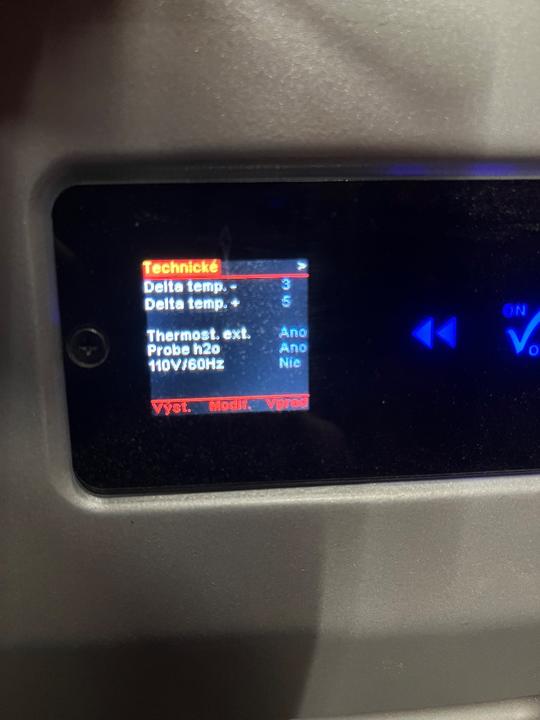 Technické >
Delta temp. - 3
Delta temp. + 5
Thermost. ext. Ano
Probe h2o Ano
110V/60Hz Nie
Výst. Modif. Vpred
ON